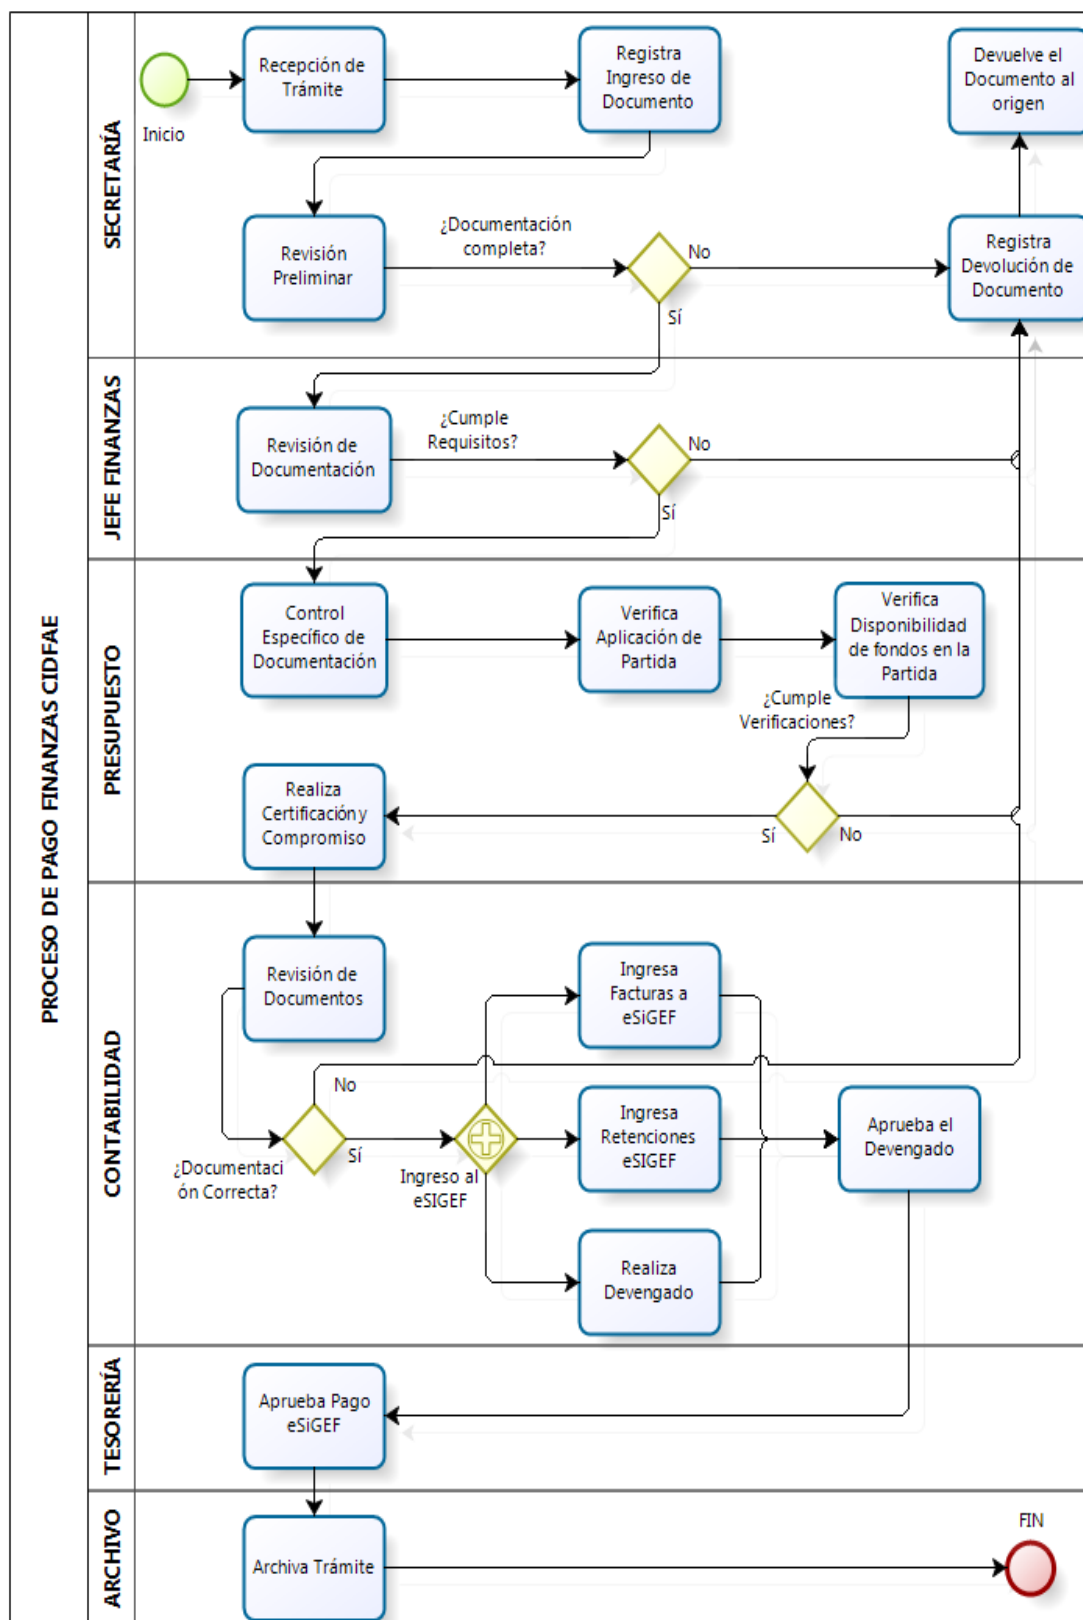 PROCESO DE PAGO FINANZAS CIDFAE
SECRETARÍA
Inicio
Recepción de
Trámite
Registra
Ingreso de
Documento
Devuelve el
Documento al
origen
Revisión
Preliminar
¿Documentación
completa?
No
Sí
Registra
Devolución de
Documento
JEFE FINANZAS
Revisión de
Documentación
¿Cumple
Requisitos?
No
Sí
PRESUPUESTO
Control
Específico de
Documentación
Verifica
Aplicación de
Partida
Verifica
Disponibilidad
de fondos en la
Partida
¿Cumple
Verificaciones?
Realiza
Certificación y
Compromiso
Sí
No
CONTABILIDAD
Revisión de
Documentos
Ingresa
Facturas a
eSiGEF
No
¿Documentaci
ón Correcta?
Sí
Ingreso al
eSIGEF
Ingresa
Retenciones
eSIGEF
Aprueba el
Devengado
Realiza
Devengado
TESORERÍA
Aprueba Pago
eSiGEF
ARCHIVO
Archiva Trámite
FIN